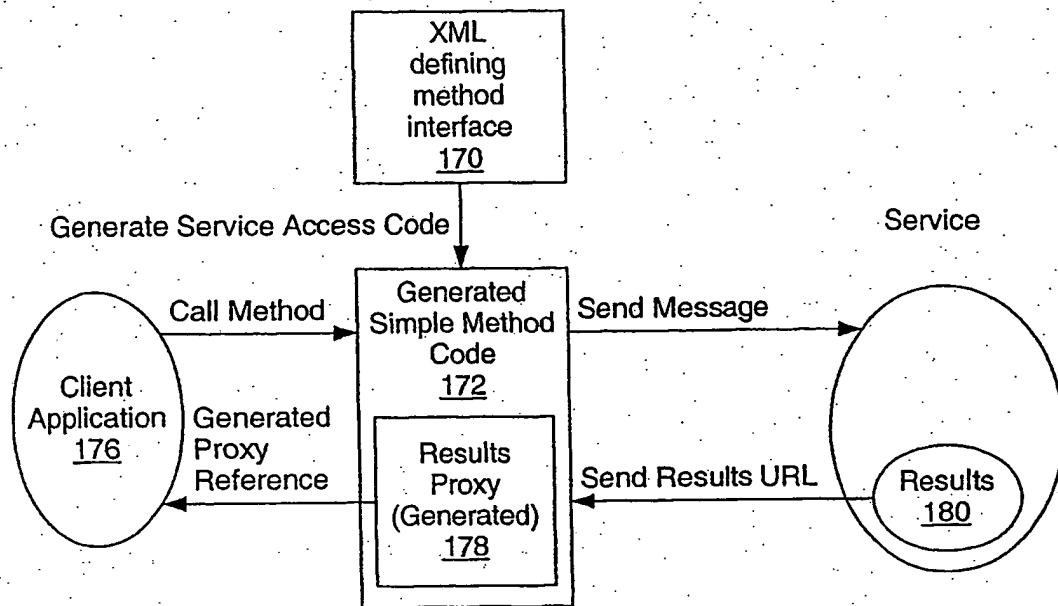 XML
defining
method
interface
170
Generate Service Access Code
Service
Call Method
Generated
Simple Method
Code
172
Send Message
Client
Application
176
Generated
Proxy
Reference
Results
Proxy
(Generated)
178
Send Results URL
Results
180